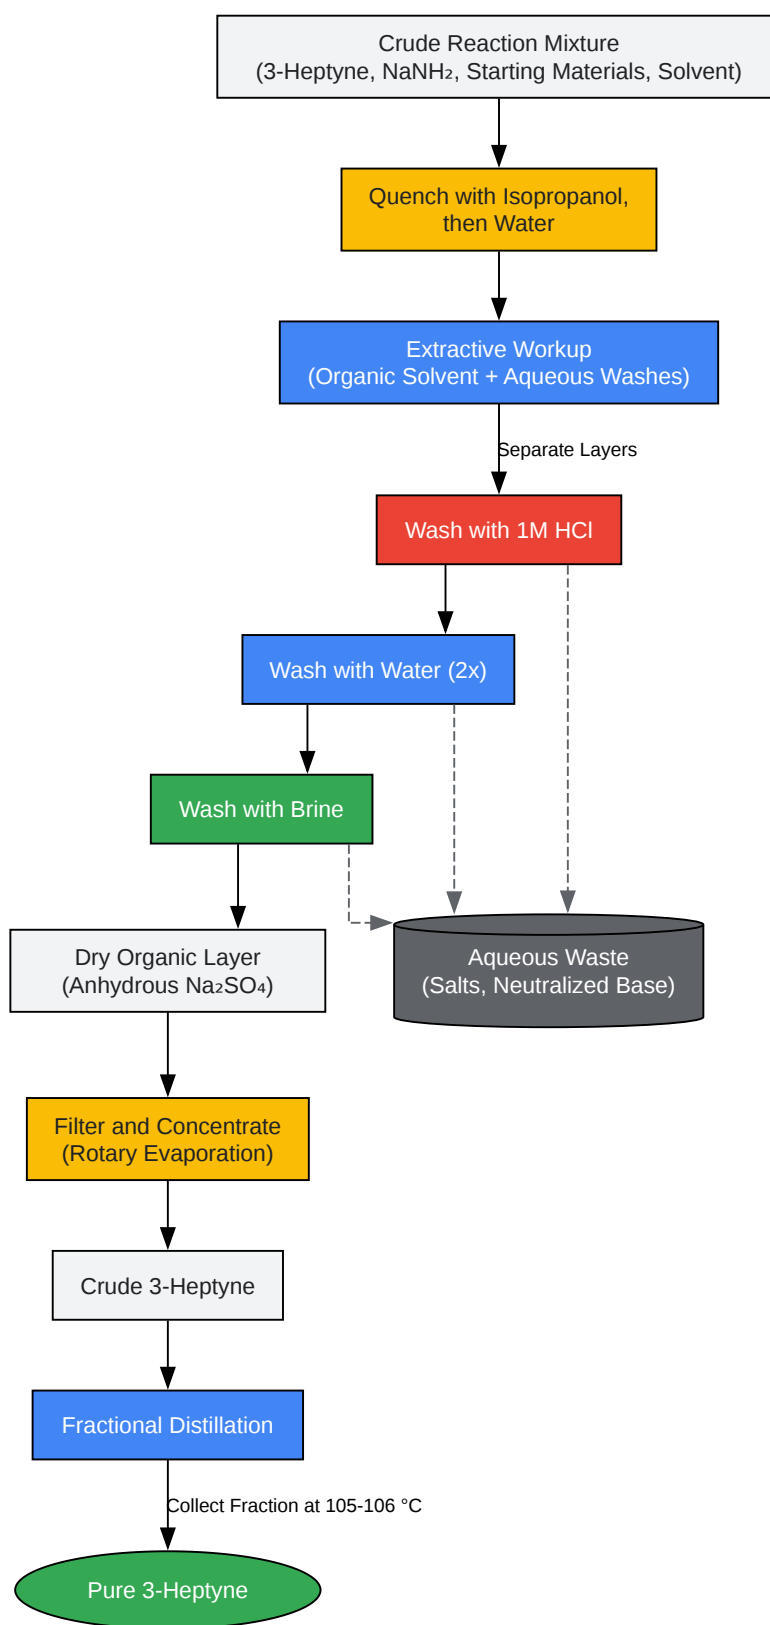 Crude Reaction Mixture
(3-Heptyne, NaNH₂, Starting Materials, Solvent)
Quench with Isopropanol,
then Water
Extractive Workup
(Organic Solvent + Aqueous Washes)
Separate Layers
Wash with 1M HCl
Wash with Water (2x)
Wash with Brine
Dry Organic Layer
(Anhydrous Na₂SO₄)
Aqueous Waste
(Salts, Neutralized Base)
Filter and Concentrate
(Rotary Evaporation)
Crude 3-Heptyne
Fractional Distillation
Collect Fraction at 105-106 °C
Pure 3-Heptyne